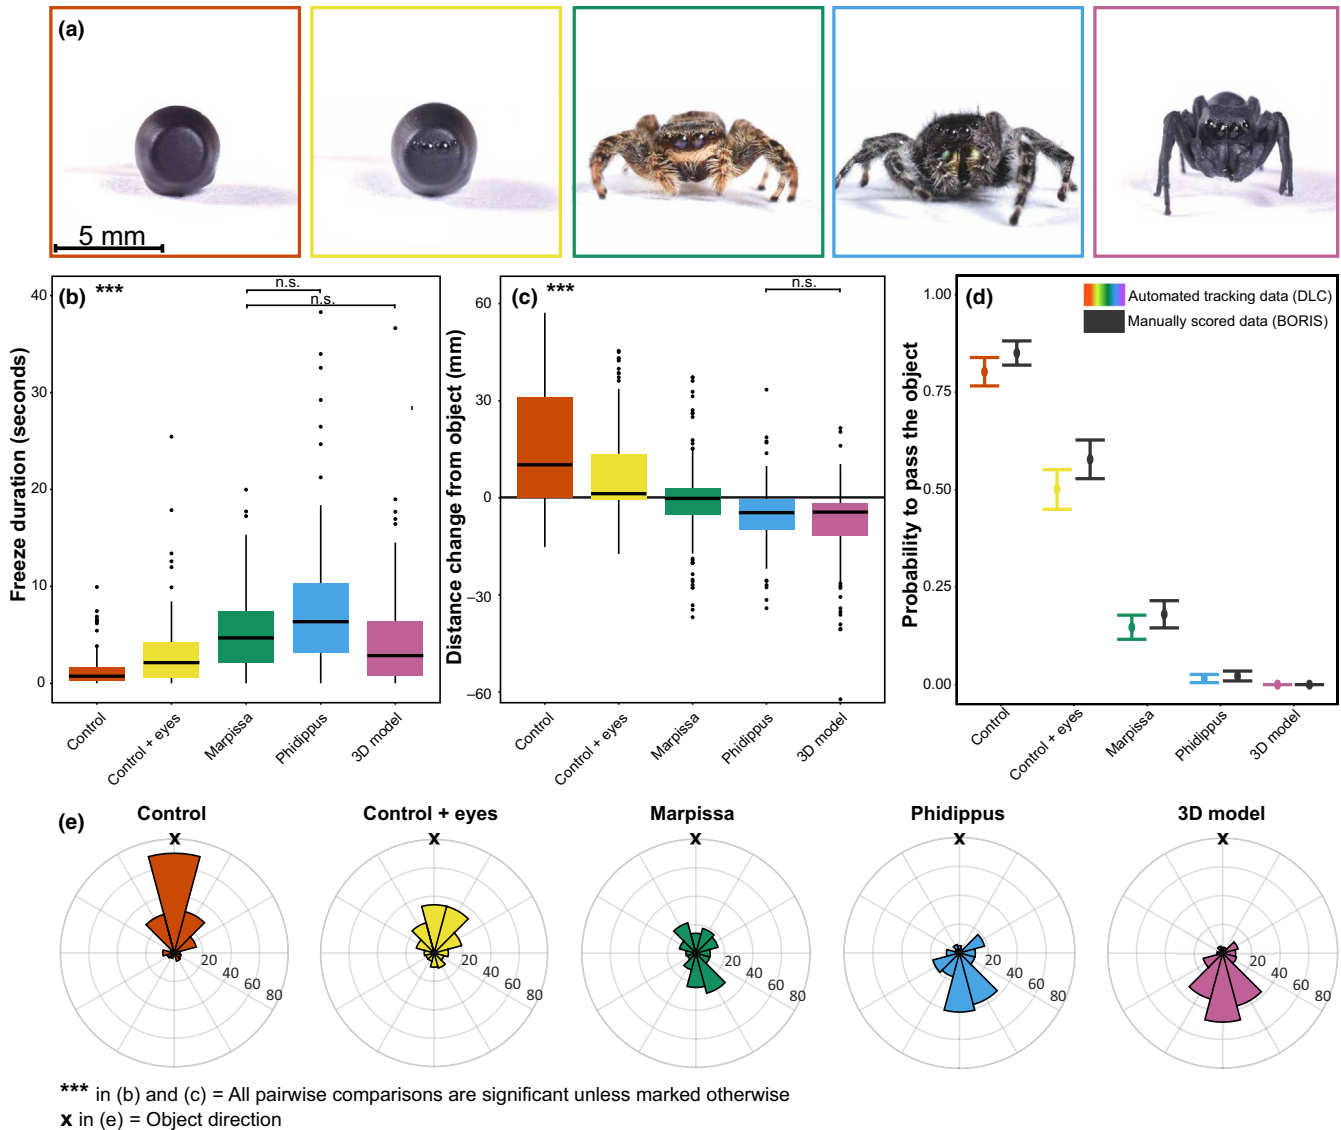 (a)
5 mm
(b)
***
n.s.
n.s.
Freeze duration (seconds)
40
30
20
10
0
Control
Control + eyes
Marpissa
Phidippus
3D model
(c)
***
n.s.
Distance change from object (mm)
60
30
0
−30
−60
Control
Control + eyes
Marpissa
Phidippus
3D model
(d)
Automated tracking data (DLC)
Manually scored data (BORIS)
Probability to pass the object
1.00
0.75
0.50
0.25
0.00
Control
Control + eyes
Marpissa
Phidippus
3D model
(e)
Control
x
20
40
60
80
Control + eyes
x
20
40
60
80
Marpissa
x
20
40
60
80
Phidippus
x
20
40
60
80
3D model
x
20
40
60
80
*** in (b) and (c) = All pairwise comparisons are significant unless marked otherwise
x in (e) = Object direction